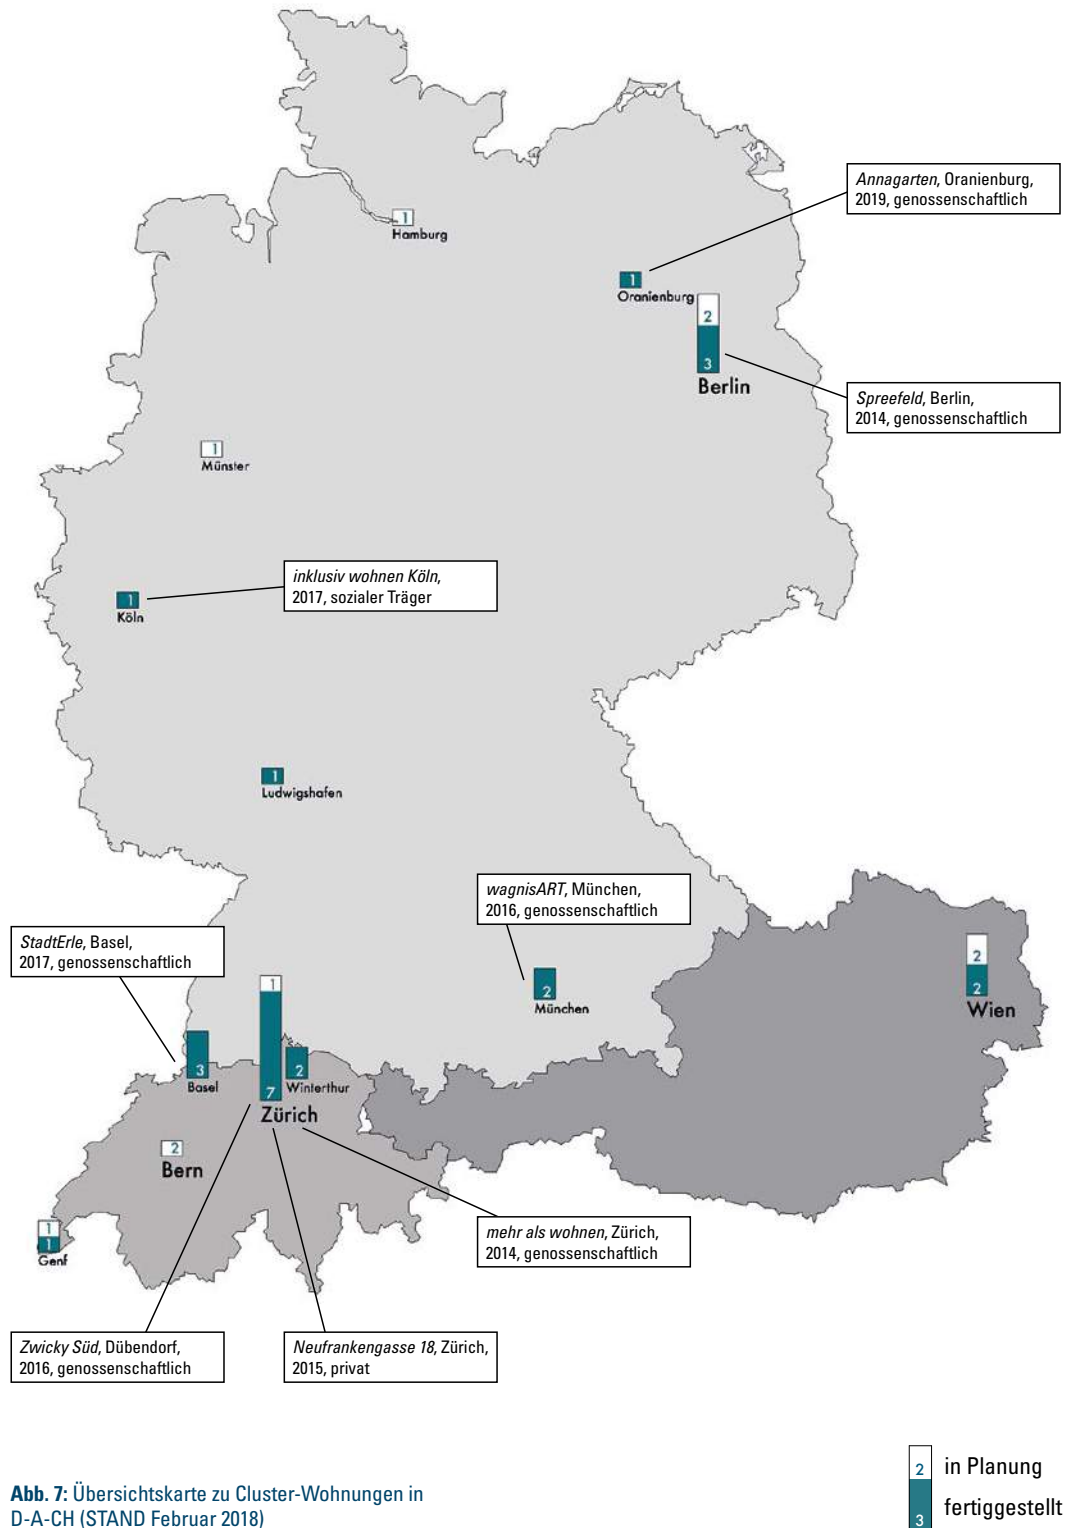 Annagarten, Oranienburg,
2019, genossenschaftlich
1
Hamburg
1
Oranienburg
2
3
Berlin
Spreefeld, Berlin,
2014, genossenschaftlich
1
Münster
inklusiv wohnen Köln,
2017, sozialer Träger
1
Köln
1
Ludwigshafen
wagnisART, München,
2016, genossenschaftlich
StadtErle, Basel,
2017, genossenschaftlich
2
2
Wien
2
München
1
7
Zürich
3
Basel
2
Winterthur
2
Bern
1
1
Genf
mehr als wohnen, Zürich,
2014, genossenschaftlich
Zwicky Süd, Dübendorf,
2016, genossenschaftlich
Neufrankengasse 18, Zürich,
2015, privat
2 in Planung
3 fertiggestellt
Abb. 7: Übersichtskarte zu Cluster-Wohnungen in
D-A-CH (STAND Februar 2018)